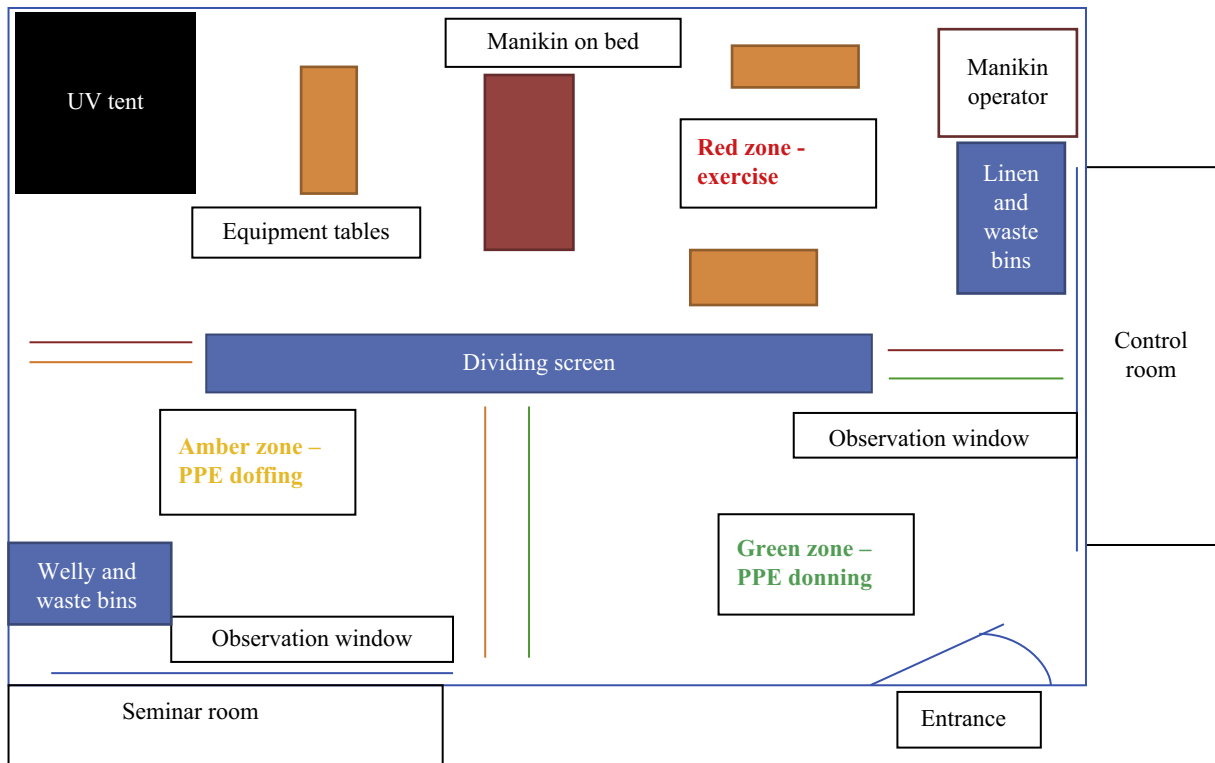 UV tent
Manikin on bed
Manikin
operator
Red zone -
exercise
Linen
and
waste
bins
Equipment tables
Control
room
Dividing screen
Observation window
Amber zone –
PPE doffing
Green zone –
PPE donning
Welly and
waste bins
Observation window
Seminar room
Entrance